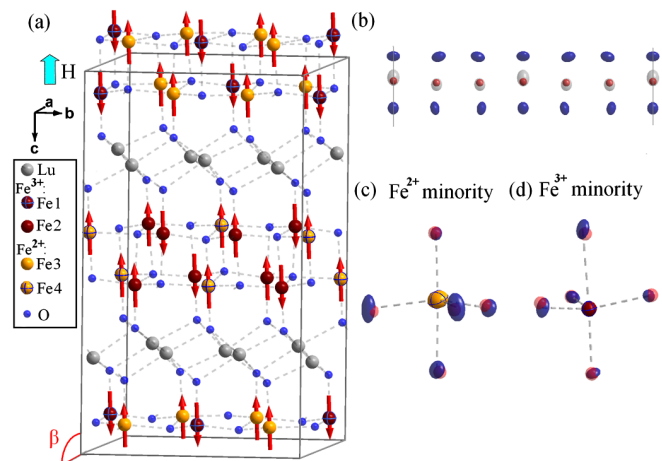 (a)
H
a
b
c
Lu
Fe³⁺:
Fe1
Fe2
Fe²⁺:
Fe3
Fe4
O
β
(b)
(c) Fe²⁺ minority
(d) Fe³⁺ minority